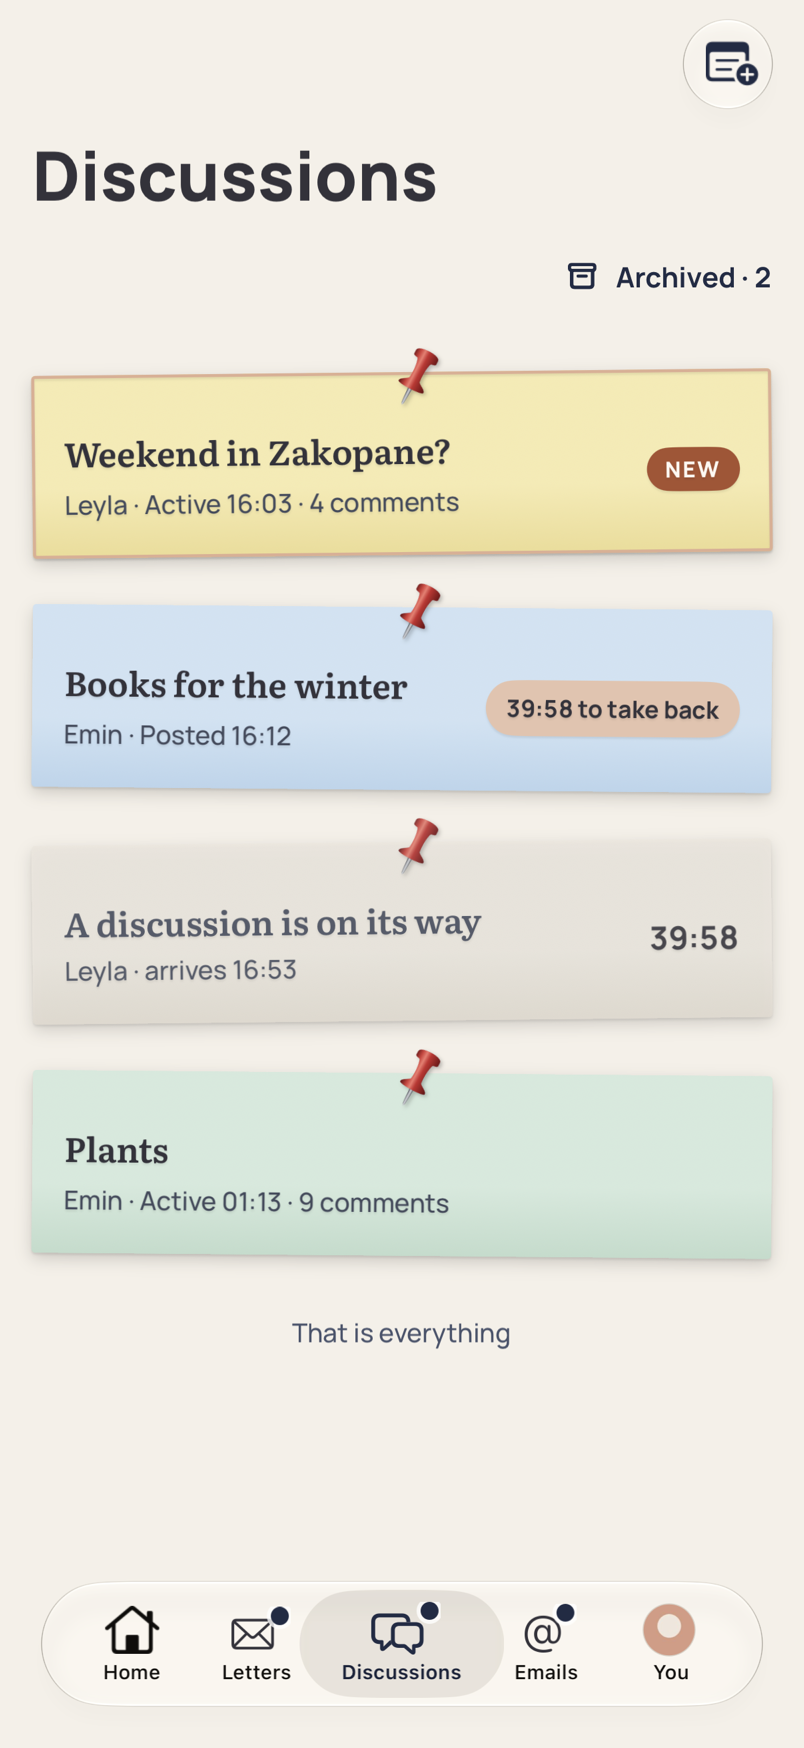 Discussions
Archived · 2
Weekend in Zakopane?
Leyla · Active 16:03 · 4 comments
NEW
Books for the winter
Emin · Posted 16:12
39:58 to take back
A discussion is on its way
Leyla · arrives 16:53
39:58
Plants
Emin · Active 01:13 · 9 comments
That is everything
Home
Letters
Discussions
@
Emails
You